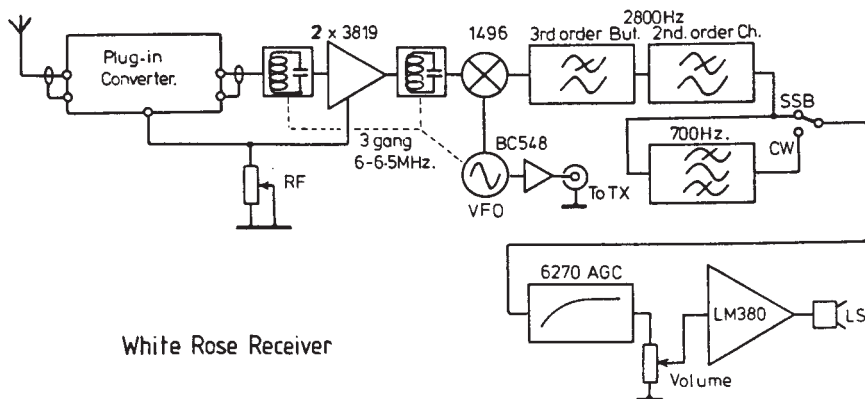 Plug-in
Converter.
2 x 3819
1496
2800Hz
3rd order But.
2nd. order Ch.
SSB
CW
700Hz.
3 gang
6-6·5MHz.
BC548
VFO
To TX
RF
6270 AGC
LM380
LS
Volume
White Rose Receiver